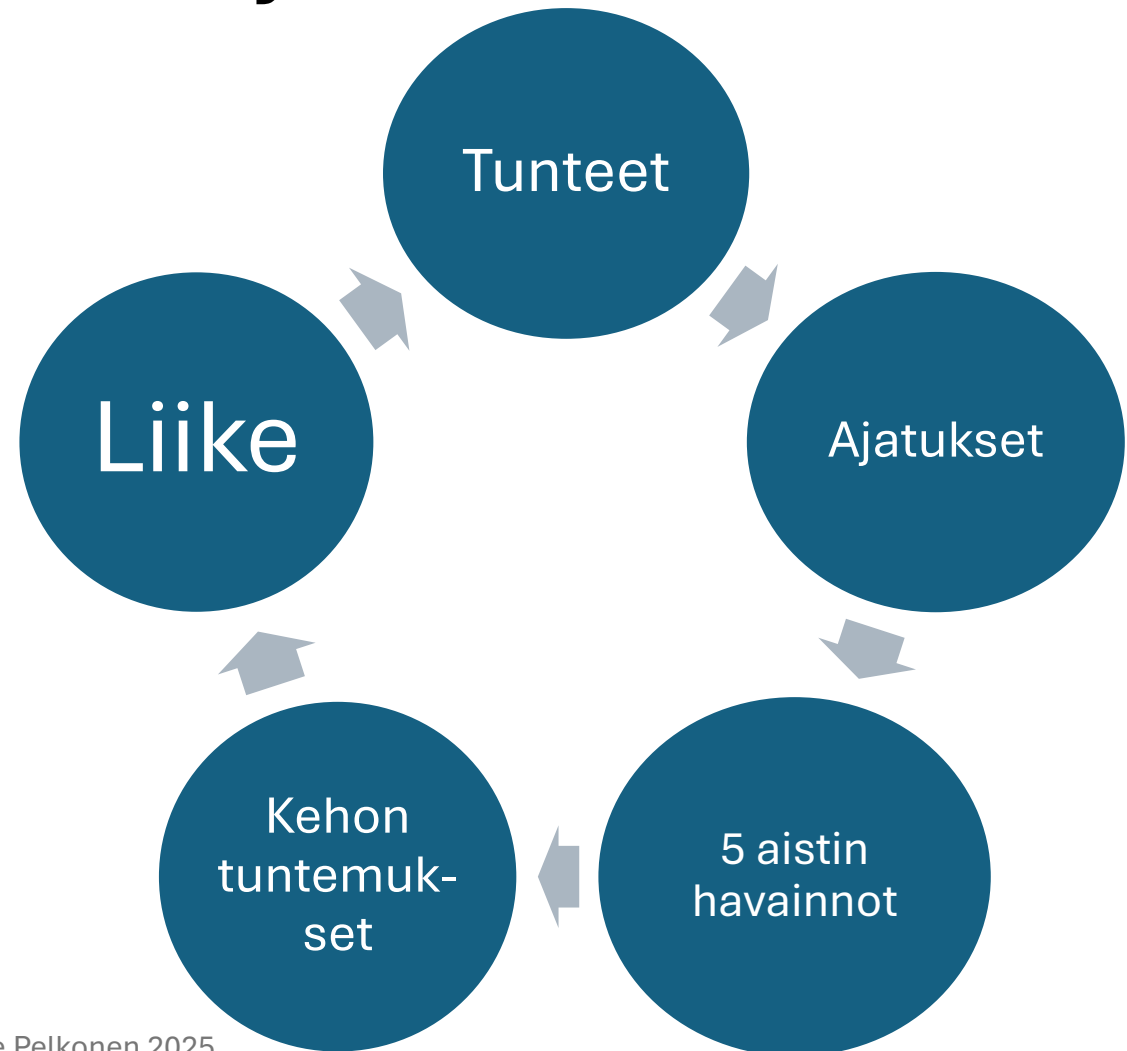 Tunteet
Ajatukset
5 aistin
havainnot
Kehon
tuntemuk-
set
Liike
Pelkonen 2025